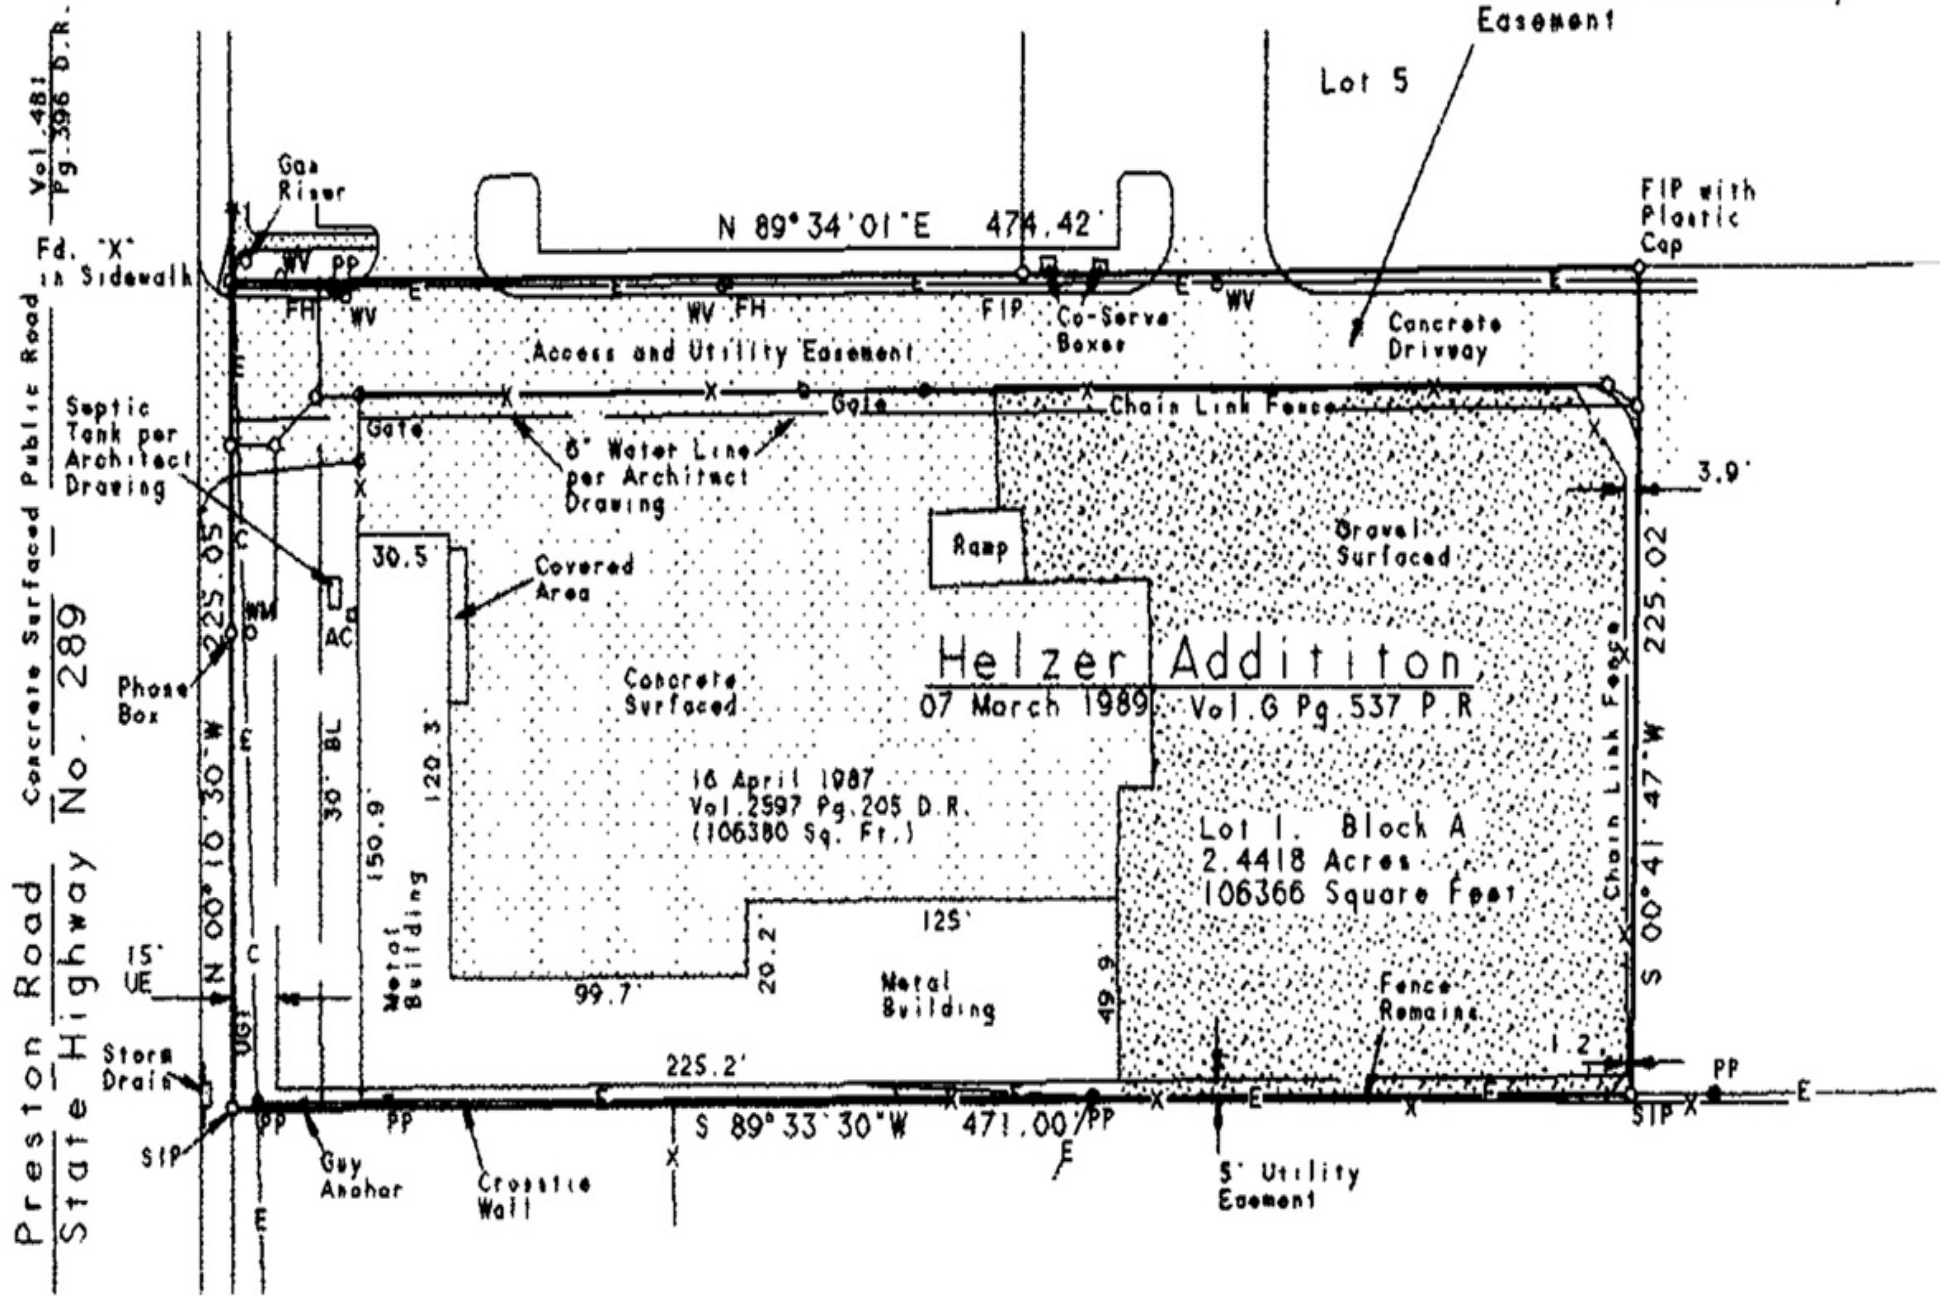 Easement
Lot 5
Vol.481
Pg.396 D.R.
Gas
Riser
N 89°34'01"E 474.42'
FIP with
Plastic
Cap
Fd. "X"
in Sidewalk
WV
PP
E
E
E
E
E
FH
WV
WV
FH
FIP
Co-Serve
Boxes
WV
Concrete
Drivway
Access and Utility Easement
E
X
X
Gate
X
X
Chain Link Fence
Septic
Tank per
Architect
Drawing
Gate
X
6" Water Line
per Architect
Drawing
X
3.9'
Ramp
Gravel
Surfaced
30.5
Covered
Area
WM
AC
Phone
Box
Concrete
Surfaced
Helzer Addititon
07 March 1989 Vol.G Pg.537 P.R
16 April 1987
Vol.2597 Pg.205 D.R.
(106380 Sq. Ft.)
Lot 1. Block A
2.4418 Acres
106366 Square Feet
N 00°10'30"W 225.05'
30' BL
150.9'
120.3'
Metal
Building
S 00°41'47"W 225.02
Chain Link Fence
X
X
C
E
C
15'
UE
UGT
99.7'
20.2
125'
Metal
Building
49.9'
Fence
Remains
1.2
Storm
Drain
225.2'
E
X
E
X
E
X
E
PP
PP
PP
S 89°33'30"W 471.007
PP
SIP
X
E
SIP
Guy
Anchor
Crosstie
Wall
X
E
5' Utility
Easement
E
Concrete Surfaced Public Road
Preston Road
State Highway No. 289